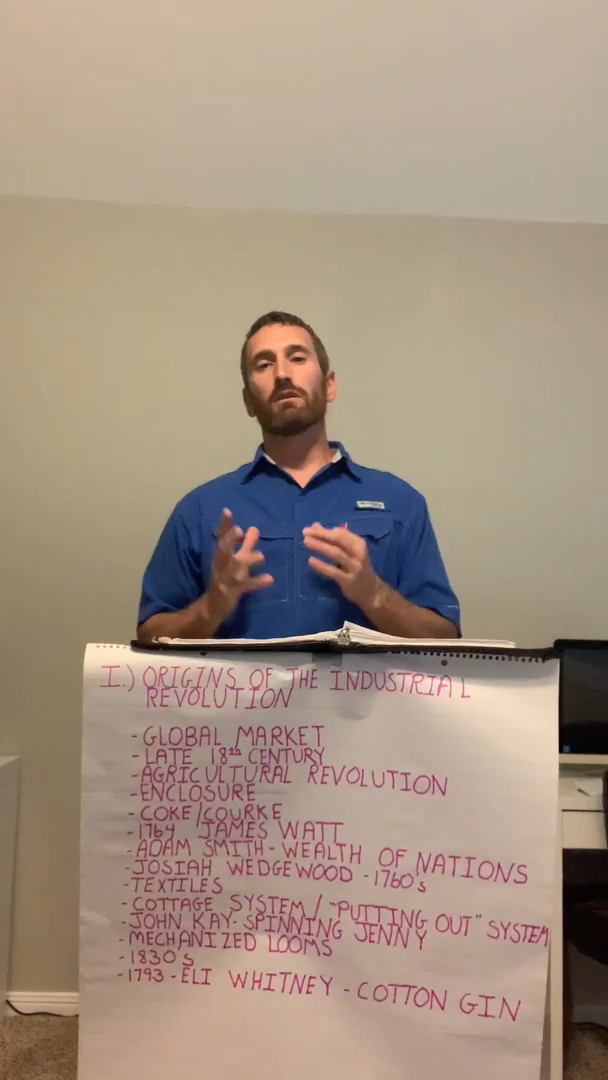 I.) ORIGINS OF THE INDUSTRIAL
REVOLUTION
- GLOBAL MARKET
- LATE 18th CENTURY
- AGRICULTURAL REVOLUTION
- ENCLOSURE
- COKE/COURKE
- 1764 JAMES WATT
- ADAM SMITH - WEALTH OF NATIONS
- JOSIAH WEDGEWOOD - 1760's
- TEXTILES
- COTTAGE SYSTEM / "PUTTING OUT" SYSTEM
- JOHN KAY - SPINNING JENNY
- MECHANIZED LOOMS
- 1830's
- 1793 - ELI WHITNEY - COTTON GIN